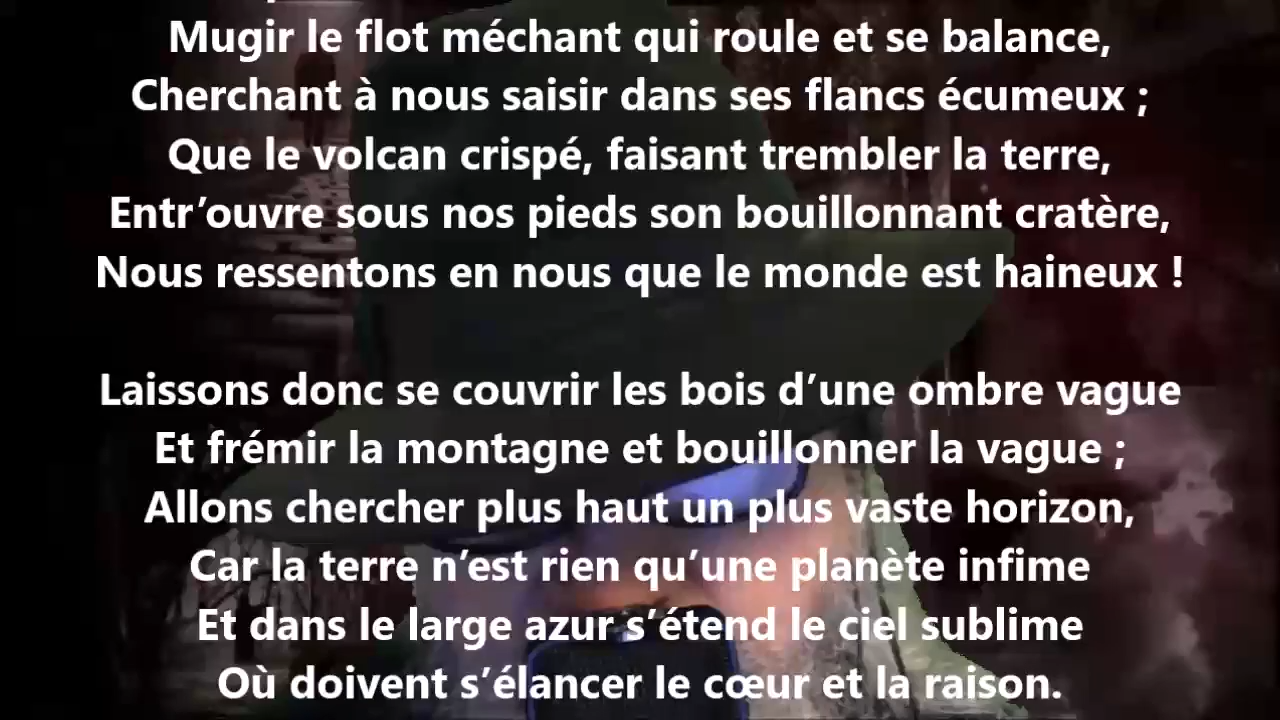 Mugir le flot méchant qui roule et se balance,
Cherchant à nous saisir dans ses flancs écumeux ;
Que le volcan crispé, faisant trembler la terre,
Entr’ouvre sous nos pieds son bouillonnant cratère,
Nous ressentons en nous que le monde est haineux !
Laissons donc se couvrir les bois d’une ombre vague
Et frémir la montagne et bouillonner la vague ;
Allons chercher plus haut un plus vaste horizon,
Car la terre n’est rien qu’une planète infime
Et dans le large azur s’étend le ciel sublime
Où doivent s’élancer le cœur et la raison.